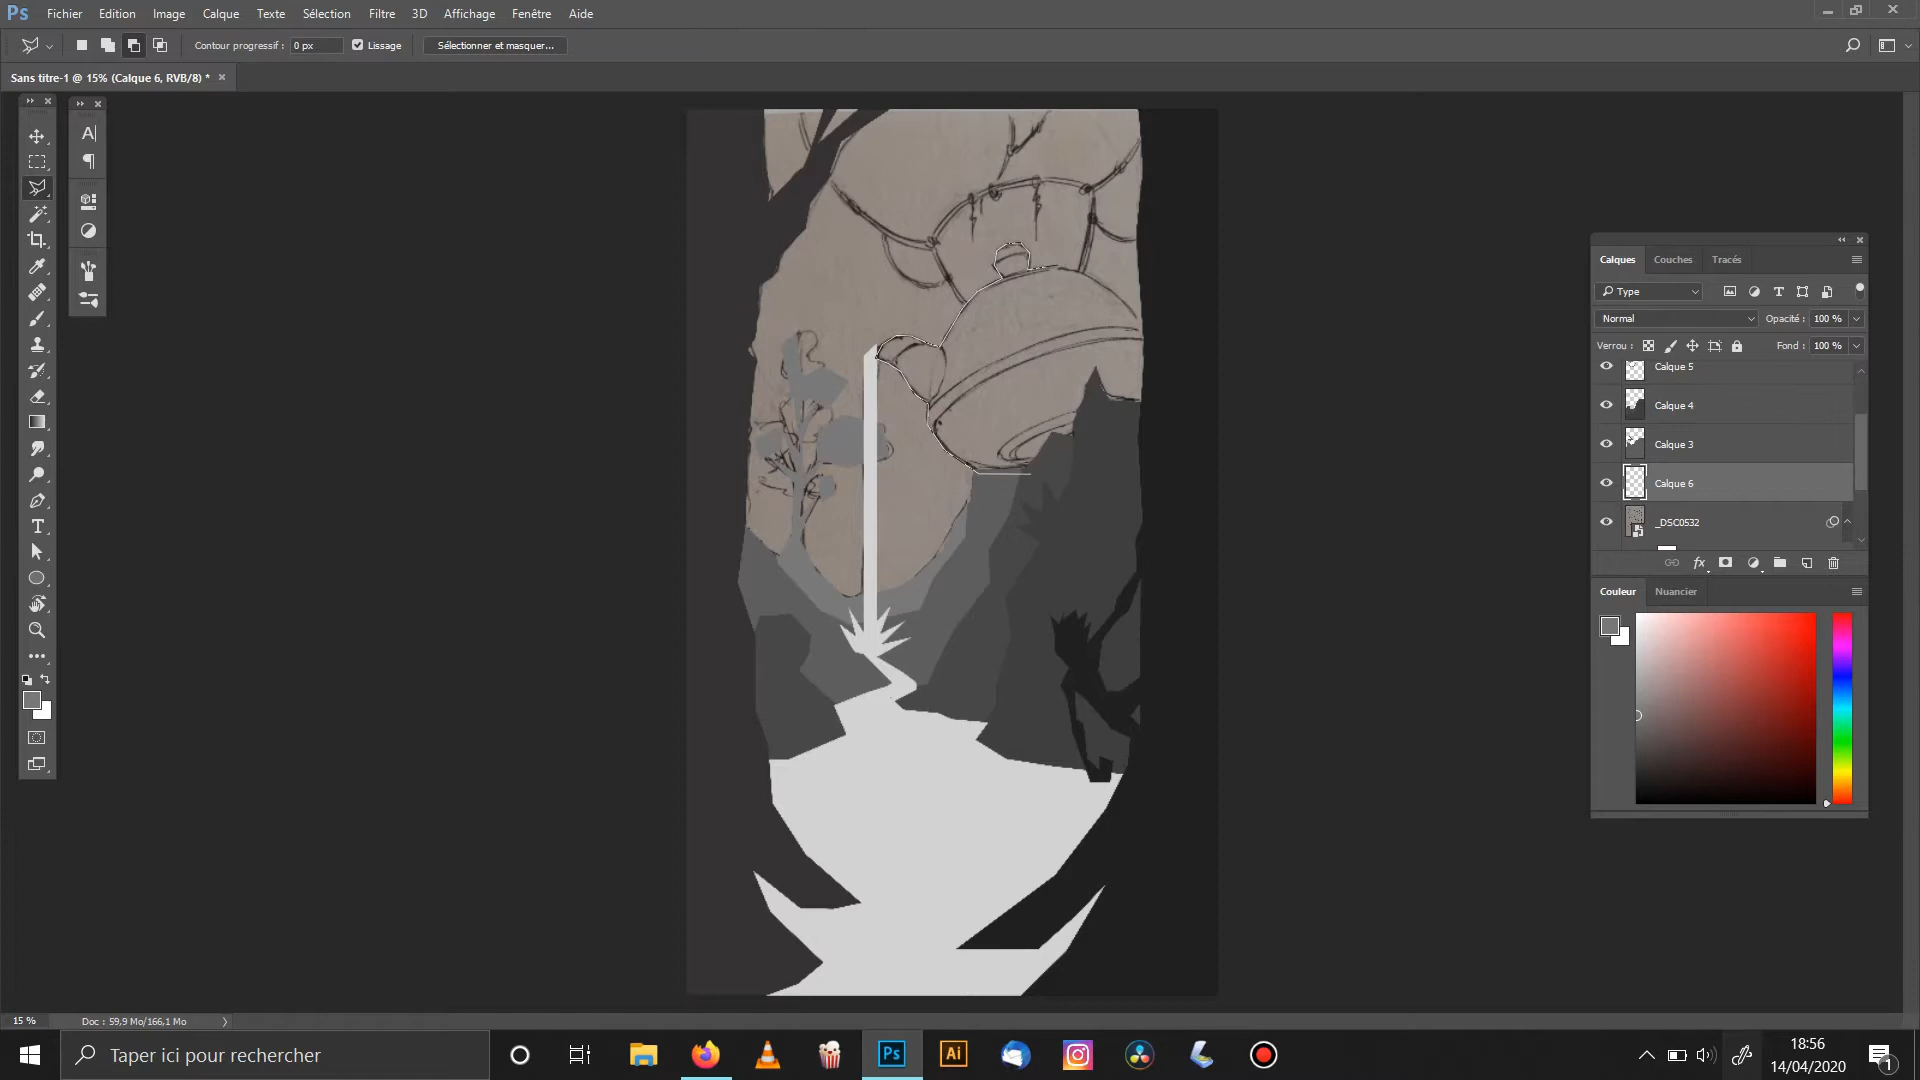 Ps Fichier Edition Image Calque Texte Sélection Filtre 3D Affichage Fenêtre Aide
Contour progressif : 0 px Lissage Sélectionner et masquer...
Sans titre-1 @ 15% (Calque 6, RVB/8) *
Calques Couches Tracés
Type
Normal Opacité : 100 %
Verrou : Fond : 100 %
Calque 5
Calque 4
Calque 3
Calque 6
_DSC0532
fx
Couleur Nuancier
15 % Doc : 59,9 Mo/166,1 Mo
Taper ici pour rechercher
Ps
Ai
18:56
14/04/2020
1